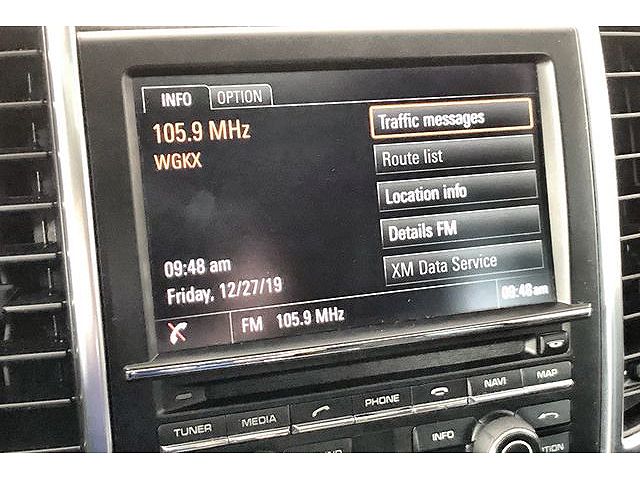 INFO OPTION
105.9 MHz
WGKX
Traffic messages
Route list
Location info
Details FM
XM Data Service
09:48 am
Friday, 12/27/19
FM 105.9 MHz
09:48 am
TUNER MEDIA PHONE NAVI MAP
INFO